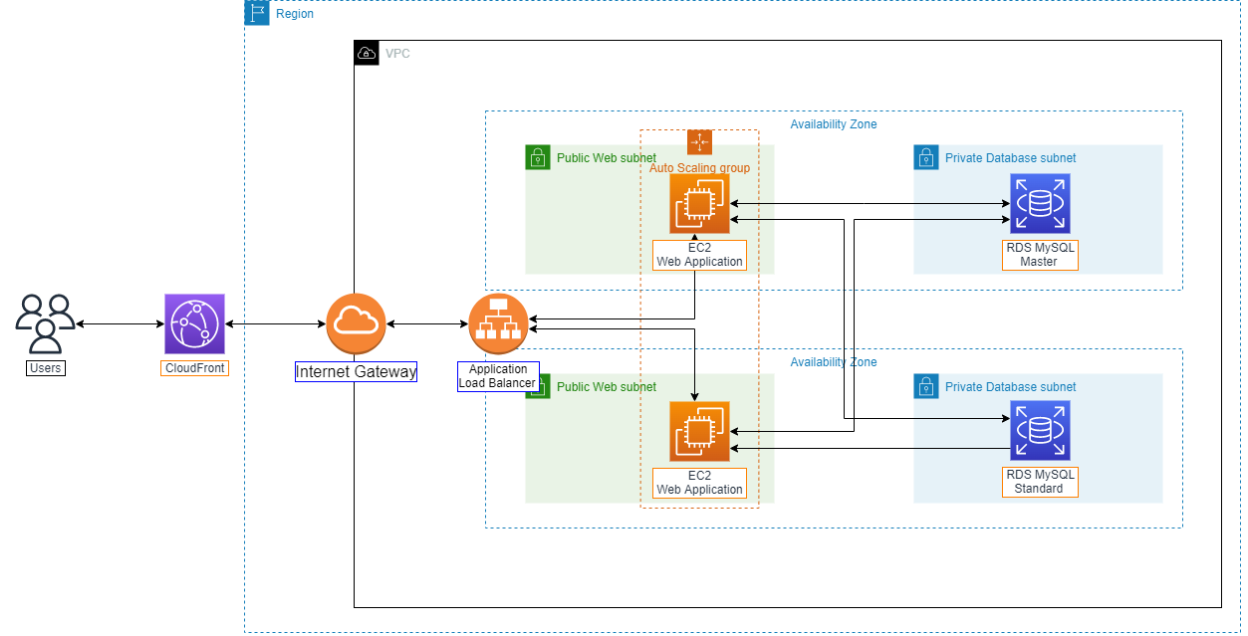 Region
VPC
Availability Zone
Public Web subnet
Auto Scaling group
Private Database subnet
EC2
Web Application
RDS MySQL
Master
Users
CloudFront
Internet Gateway
Application
Load Balancer
Availability Zone
Public Web subnet
Private Database subnet
EC2
Web Application
RDS MySQL
Standard